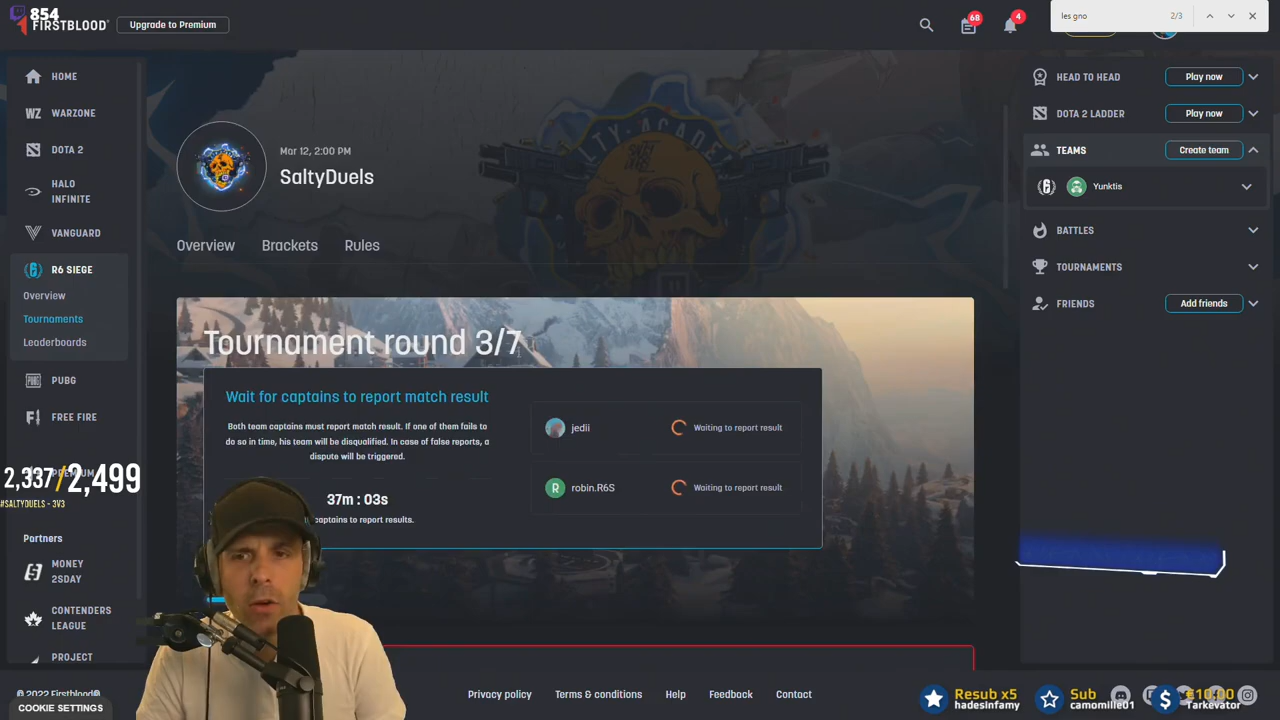 854
FIRSTBLOOD
Upgrade to Premium
68
4
les gno
2/3
HOME
WZ WARZONE
DOTA 2
HALO
INFINITE
VANGUARD
R6 SIEGE
Overview
Tournaments
Leaderboards
PUBG
PUBG
FREE FIRE
2,337/2,499
#SALTYDUELS - 3V3
Partners
MONEY
2SDAY
CONTENDERS
LEAGUE
PROJECT
© 2022 Firstblood®
COOKIE SETTINGS
Mar 12, 2:00 PM
SaltyDuels
Overview
Brackets
Rules
Tournament round 3/7
Wait for captains to report match result
Both team captains must report match result. If one of them fails to
do so in time, his team will be disqualified. In case of false reports, a
dispute will be triggered.
37m : 03s
captains to report results.
jedii
Waiting to report result
R
robin.R6S
Waiting to report result
HEAD TO HEAD
Play now
DOTA 2 LADDER
Play now
TEAMS
Create team
Yunktis
BATTLES
TOURNAMENTS
FRIENDS
Add friends
Privacy policy
Terms & conditions
Help
Feedback
Contact
Resub x5
hadesinfamy
Sub
camomille01
$
€10.00
Tarkevator